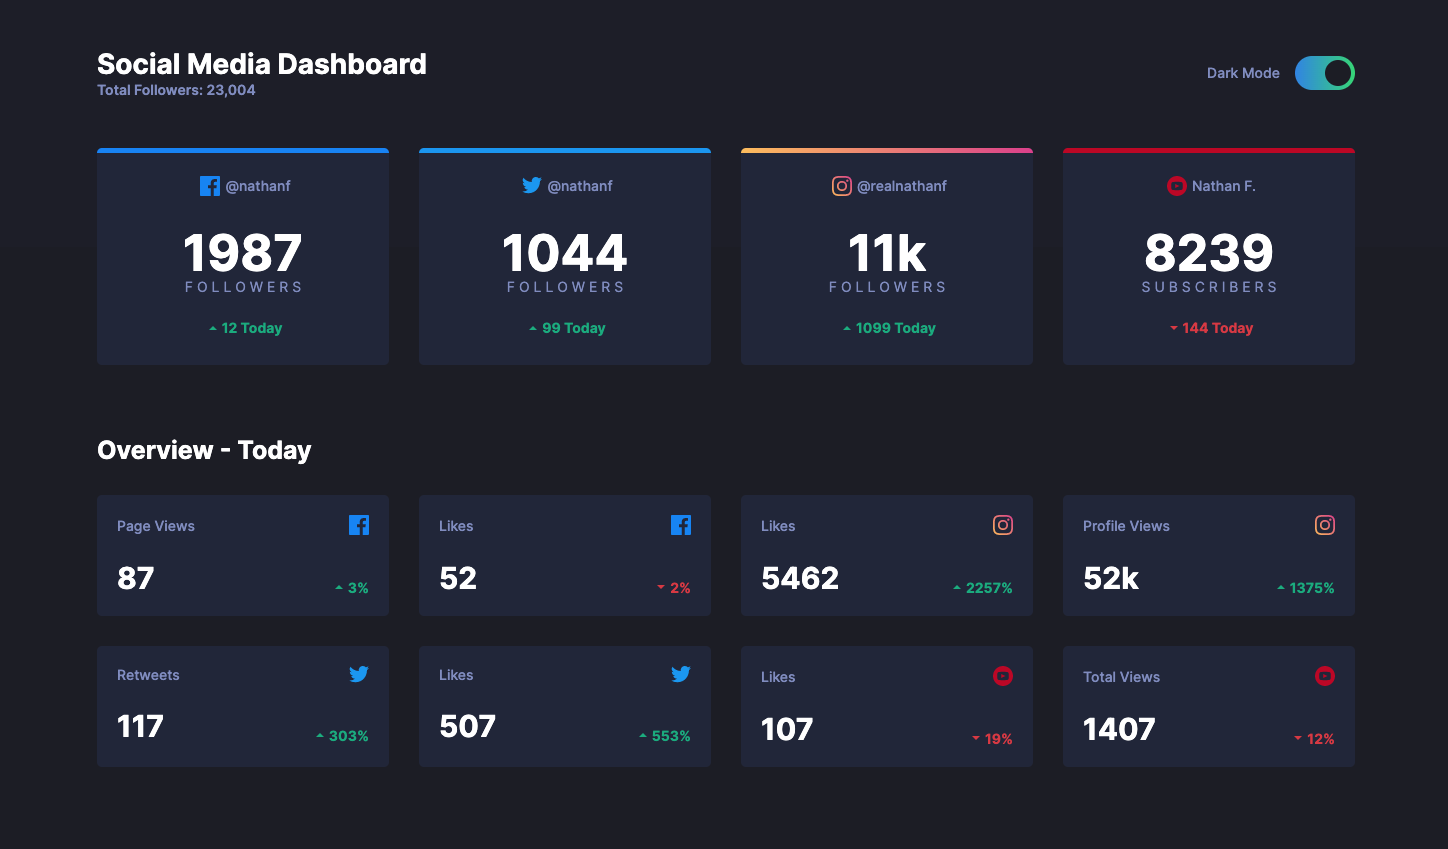 Social Media Dashboard
Total Followers: 23,004
Dark Mode
@nathanf
1987
FOLLOWERS
12 Today
@nathanf
1044
FOLLOWERS
99 Today
@realnathanf
11k
FOLLOWERS
1099 Today
Nathan F.
8239
SUBSCRIBERS
144 Today
Overview - Today
Page Views
87
3%
Likes
52
2%
Likes
5462
2257%
Profile Views
52k
1375%
Retweets
117
303%
Likes
507
553%
Likes
107
19%
Total Views
1407
12%